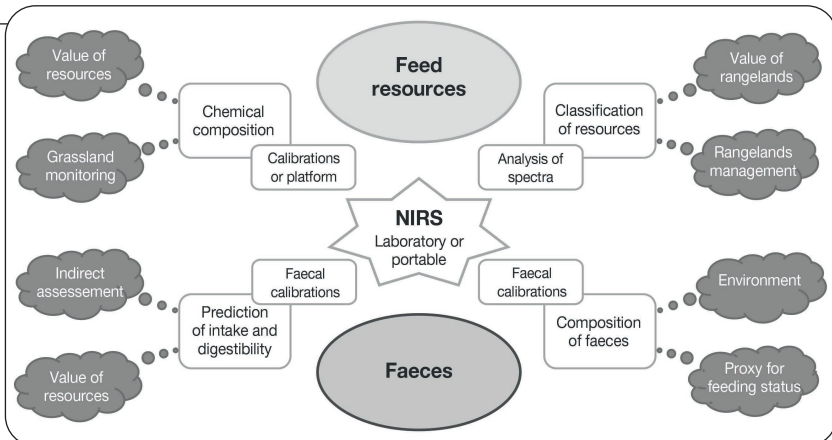 Value of
resources
Chemical
composition
Grassland
monitoring
Calibrations
or platform
Feed
resources
Value of
rangelands
Classification
of resources
Rangelands
management
Analysis of
spectra
NIRS
Laboratory or
portable
Indirect
assessement
Faecal
calibrations
Prediction
of intake and
digestibility
Value of
resources
Faeces
Faecal
calibrations
Environment
Composition
of faeces
Proxy for
feeding status